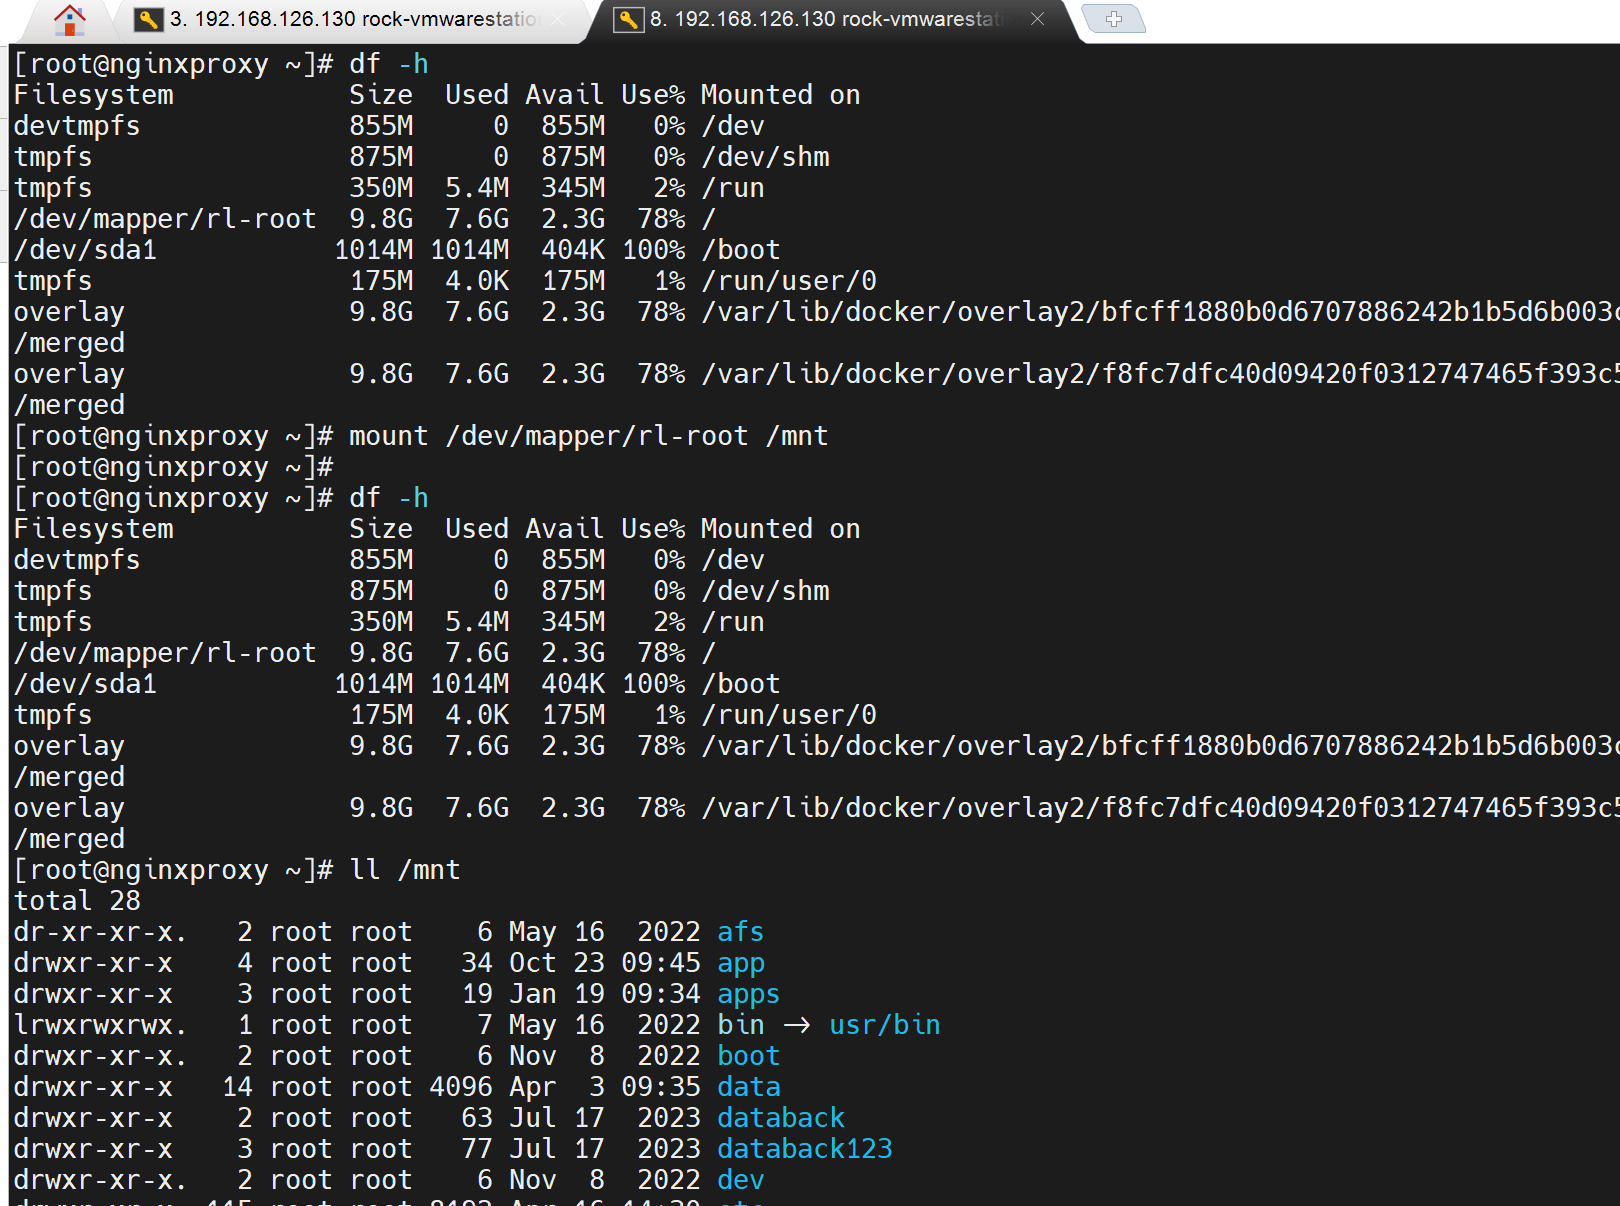 3. 192.168.126.130 rock-vmwarestatio
8. 192.168.126.130 rock-vmwarestati
[root@nginxproxy ~]# df -h
Filesystem           Size  Used Avail Use% Mounted on
devtmpfs             855M     0  855M   0% /dev
tmpfs                875M     0  875M   0% /dev/shm
tmpfs                350M  5.4M  345M   2% /run
/dev/mapper/rl-root  9.8G  7.6G  2.3G  78% /
/dev/sda1           1014M 1014M  404K 100% /boot
tmpfs                175M  4.0K  175M   1% /run/user/0
overlay              9.8G  7.6G  2.3G  78% /var/lib/docker/overlay2/bfcff1880b0d6707886242b1b5d6b003c
/merged
overlay              9.8G  7.6G  2.3G  78% /var/lib/docker/overlay2/f8fc7dfc40d09420f0312747465f393c5
/merged
[root@nginxproxy ~]# mount /dev/mapper/rl-root /mnt
[root@nginxproxy ~]#
[root@nginxproxy ~]# df -h
Filesystem           Size  Used Avail Use% Mounted on
devtmpfs             855M     0  855M   0% /dev
tmpfs                875M     0  875M   0% /dev/shm
tmpfs                350M  5.4M  345M   2% /run
/dev/mapper/rl-root  9.8G  7.6G  2.3G  78% /
/dev/sda1           1014M 1014M  404K 100% /boot
tmpfs                175M  4.0K  175M   1% /run/user/0
overlay              9.8G  7.6G  2.3G  78% /var/lib/docker/overlay2/bfcff1880b0d6707886242b1b5d6b003c
/merged
overlay              9.8G  7.6G  2.3G  78% /var/lib/docker/overlay2/f8fc7dfc40d09420f0312747465f393c5
/merged
[root@nginxproxy ~]# ll /mnt
total 28
dr-xr-xr-x.   2 root root    6 May 16  2022 afs
drwxr-xr-x    4 root root   34 Oct 23 09:45 app
drwxr-xr-x    3 root root   19 Jan 19 09:34 apps
lrwxrwxrwx.   1 root root    7 May 16  2022 bin -> usr/bin
drwxr-xr-x.   2 root root    6 Nov  8  2022 boot
drwxr-xr-x   14 root root 4096 Apr  3 09:35 data
drwxr-xr-x    2 root root   63 Jul 17  2023 databack
drwxr-xr-x    3 root root   77 Jul 17  2023 databack123
drwxr-xr-x.   2 root root    6 Nov  8  2022 dev